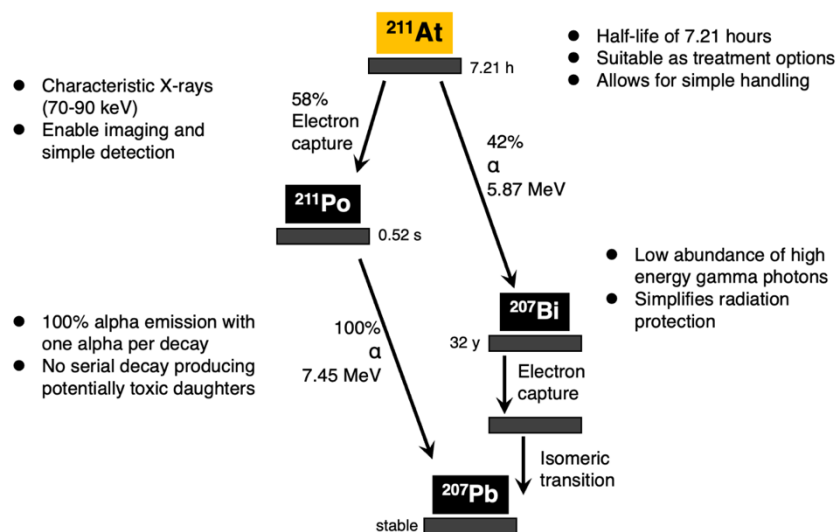 ²¹¹At
7.21 h
● Half-life of 7.21 hours
● Suitable as treatment options
● Allows for simple handling
● Characteristic X-rays
(70-90 keV)
● Enable imaging and
simple detection
58%
Electron
capture
42%
α
5.87 MeV
²¹¹Po
0.52 s
● Low abundance of high
energy gamma photons
● Simplifies radiation
protection
²⁰⁷Bi
32 y
● 100% alpha emission with
one alpha per decay
● No serial decay producing
potentially toxic daughters
100%
α
7.45 MeV
Electron
capture
Isomeric
transition
²⁰⁷Pb
stable